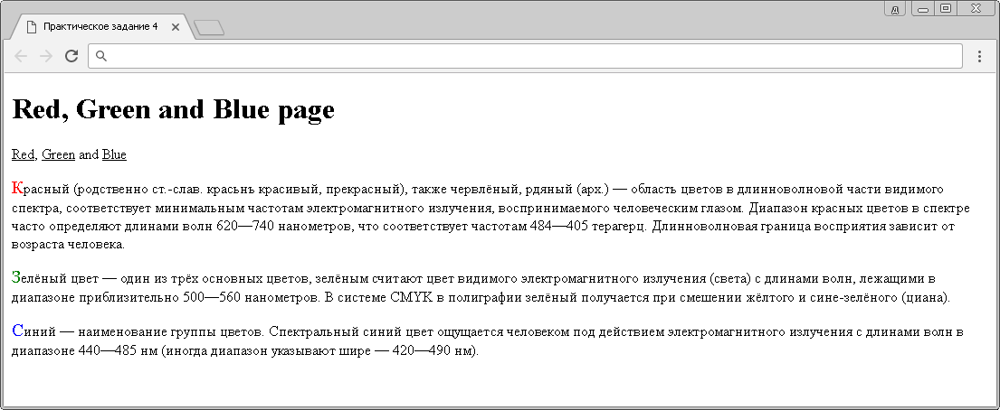 д
Практическое задание 4
Red, Green and Blue page
Red, Green and Blue
Красный (родственно ст.-слав. красьнъ красивый, прекрасный), также червлёный, рдяный (арх.) — область цветов в длинноволновой части видимого
спектра, соответствует минимальным частотам электромагнитного излучения, воспринимаемого человеческим глазом. Диапазон красных цветов в спектре
часто определяют длинами волн 620—740 нанометров, что соответствует частотам 484—405 терагерц. Длинноволновая граница восприятия зависит от
возраста человека.
Зелёный цвет — один из трёх основных цветов, зелёным считают цвет видимого электромагнитного излучения (света) с длинами волн, лежащими в
диапазоне приблизительно 500—560 нанометров. В системе CMYK в полиграфии зелёный получается при смешении жёлтого и сине-зелёного (циана).
Синий — наименование группы цветов. Спектральный синий цвет ощущается человеком под действием электромагнитного излучения с длинами волн в
диапазоне 440—485 нм (иногда диапазон указывают шире — 420—490 нм).